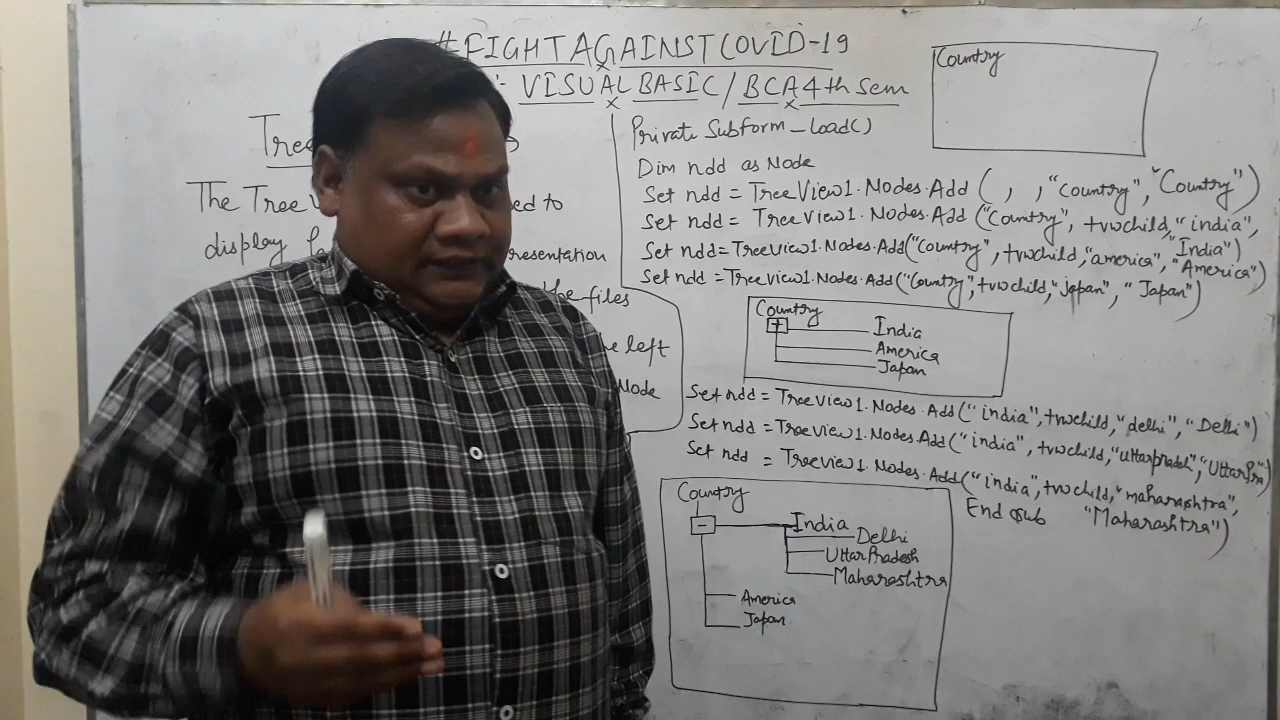 #FIGHT AGAINST COVID-19
:- VISUAL BASIC / BCA 4th Sem
Tree
The Tree
ed to
display
resentation
the files
left
Node
Country
Private Subform_Load()
Dim ndd as Node
Set ndd = TreeView1.Nodes.Add ( , , "Country", "Country")
Set ndd = TreeView1.Nodes.Add ("Country", tvwchild, "india",
"India")
Set ndd = TreeView1.Nodes.Add("Country", tvwchild, "america", "America")
Set ndd = TreeView1.Nodes.Add("Country", tvwchild, "japan", "Japan")
Country
+
India
America
Japan
Set ndd = TreeView1.Nodes.Add("india", tvwchild, "delhi", "Delhi")
Set ndd = TreeView1.Nodes.Add("india", tvwchild, "uttarpradesh", "UttarPra")
Set ndd = TreeView1.Nodes.Add("india", tvwchild, "maharashtra",
"Maharashtra")
End sub
Country
-
India
Delhi
UttarPradesh
Maharashtra
America
Japan